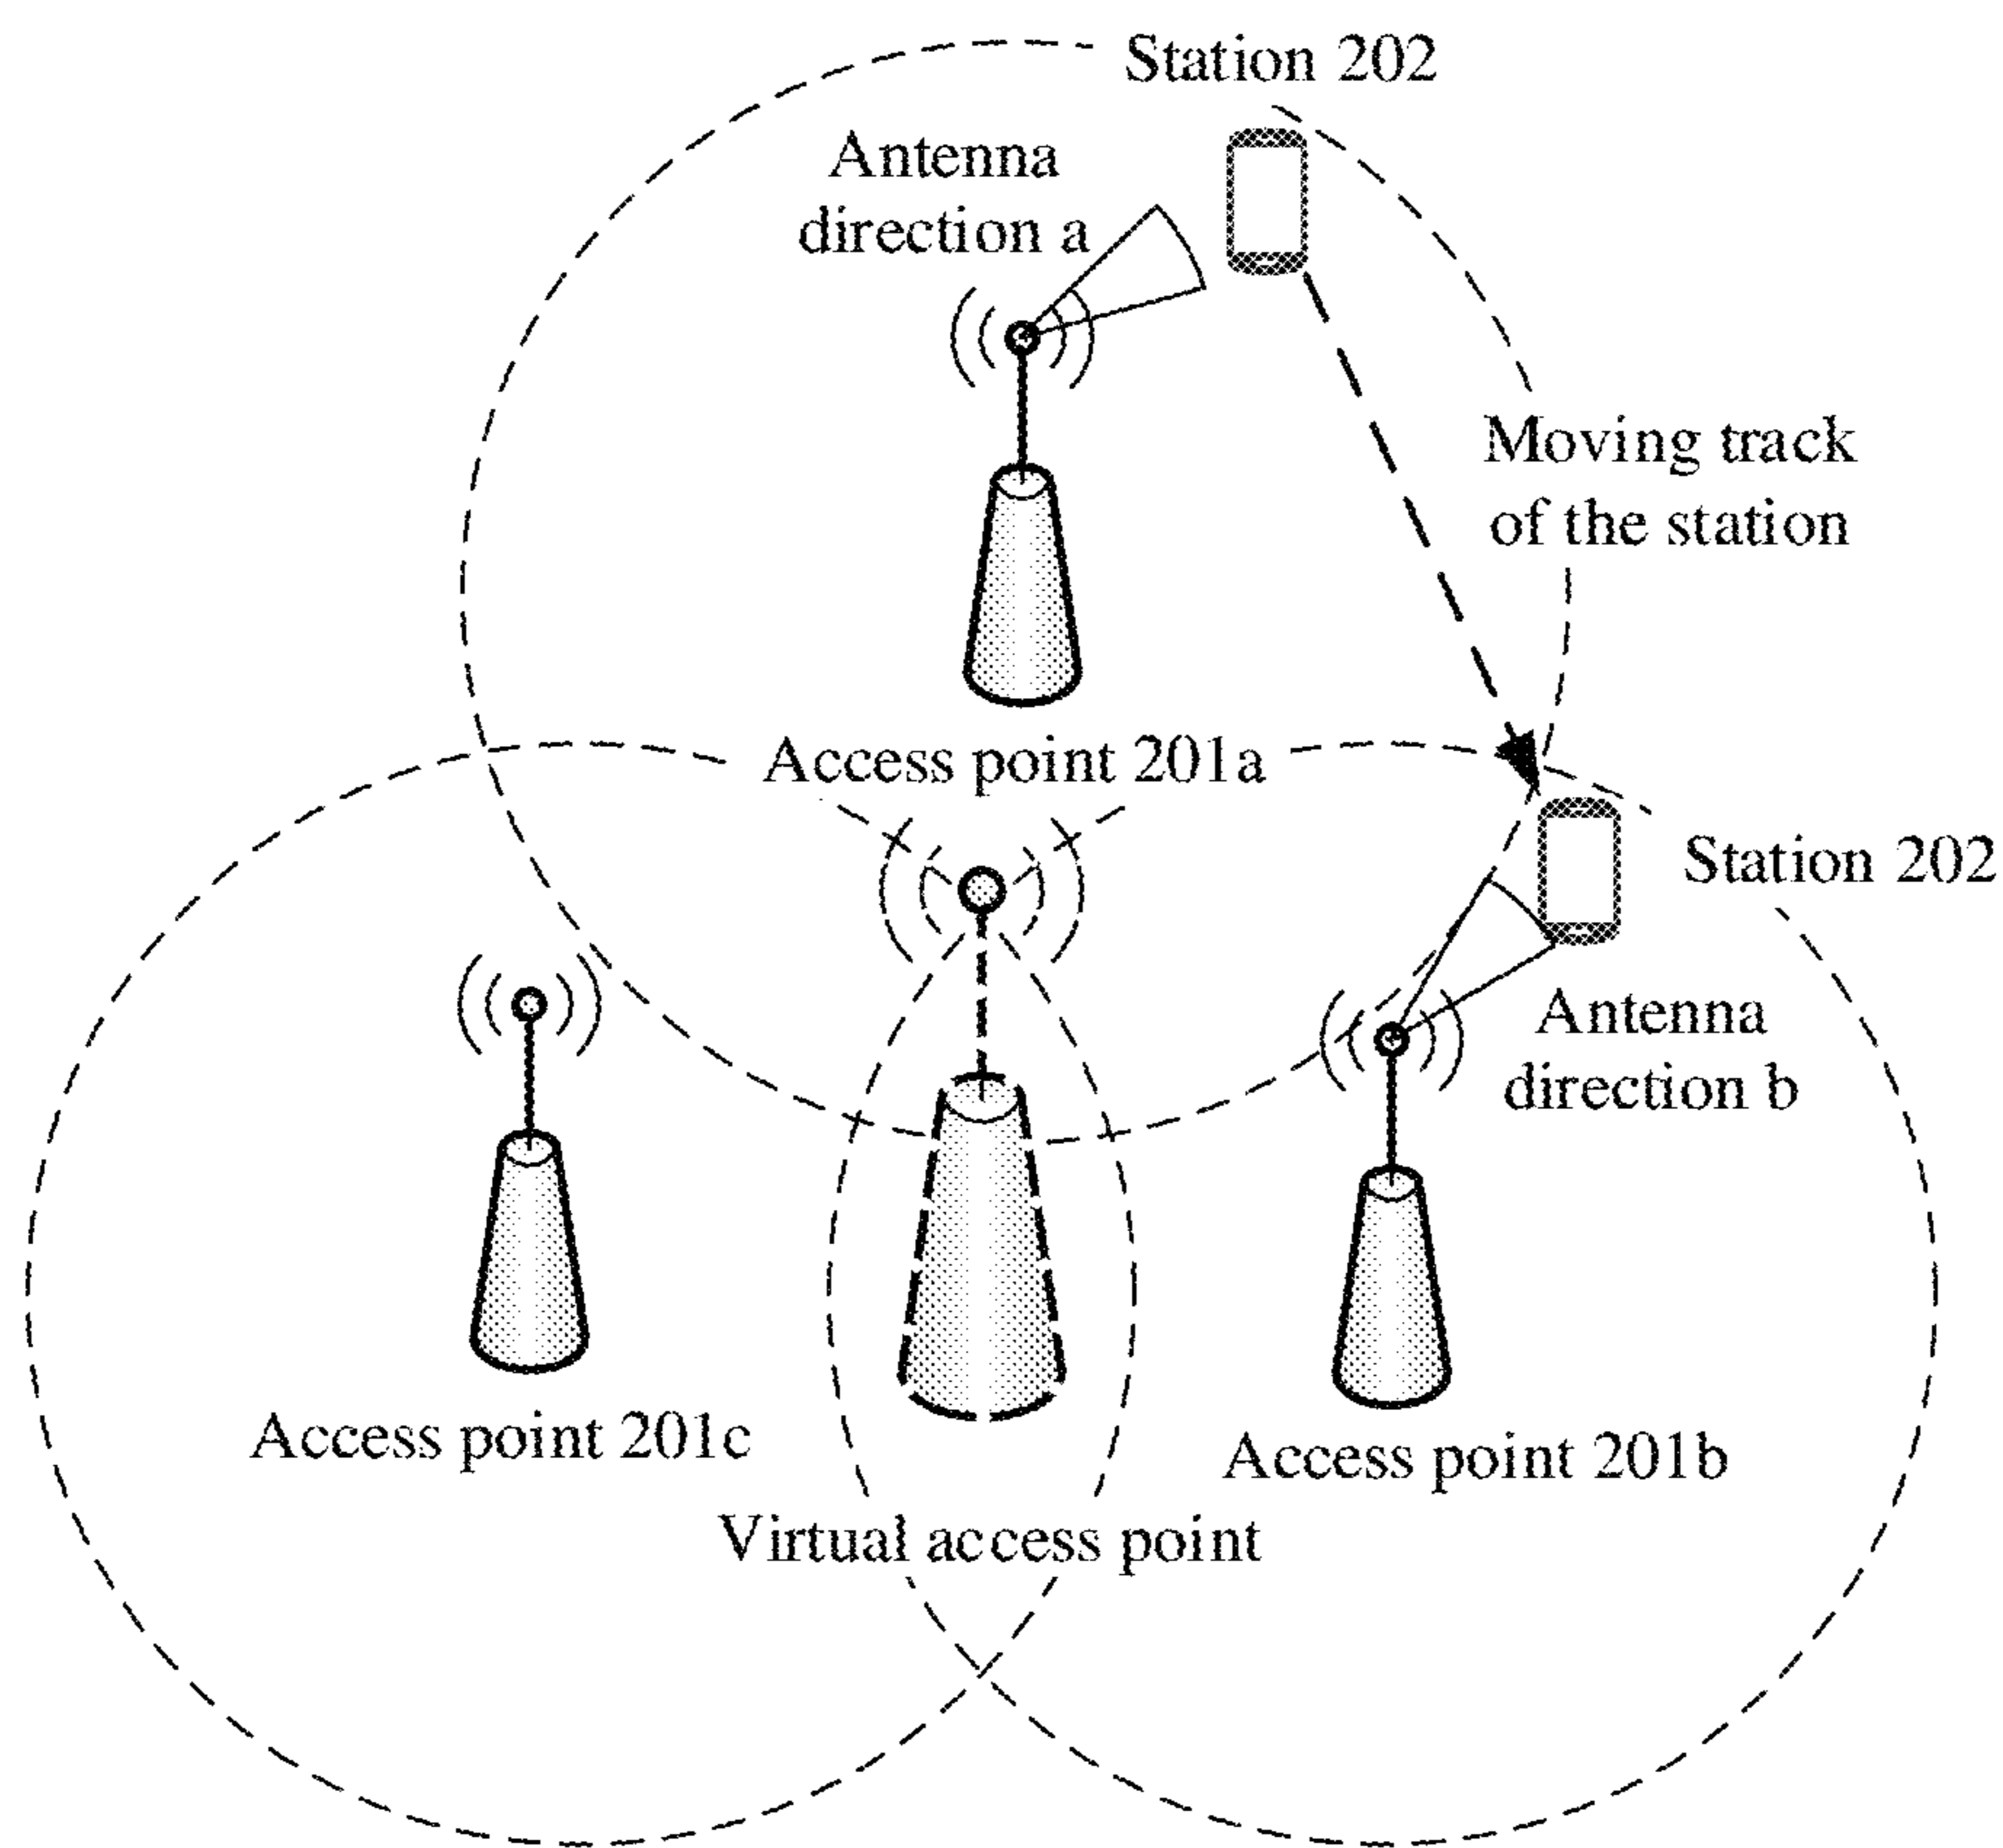 Station 202
Antenna
direction a
Moving track
of the station
Access point 201a
Station 202
Antenna
direction b
Access point 201c
Access point 201b
Virtual access point